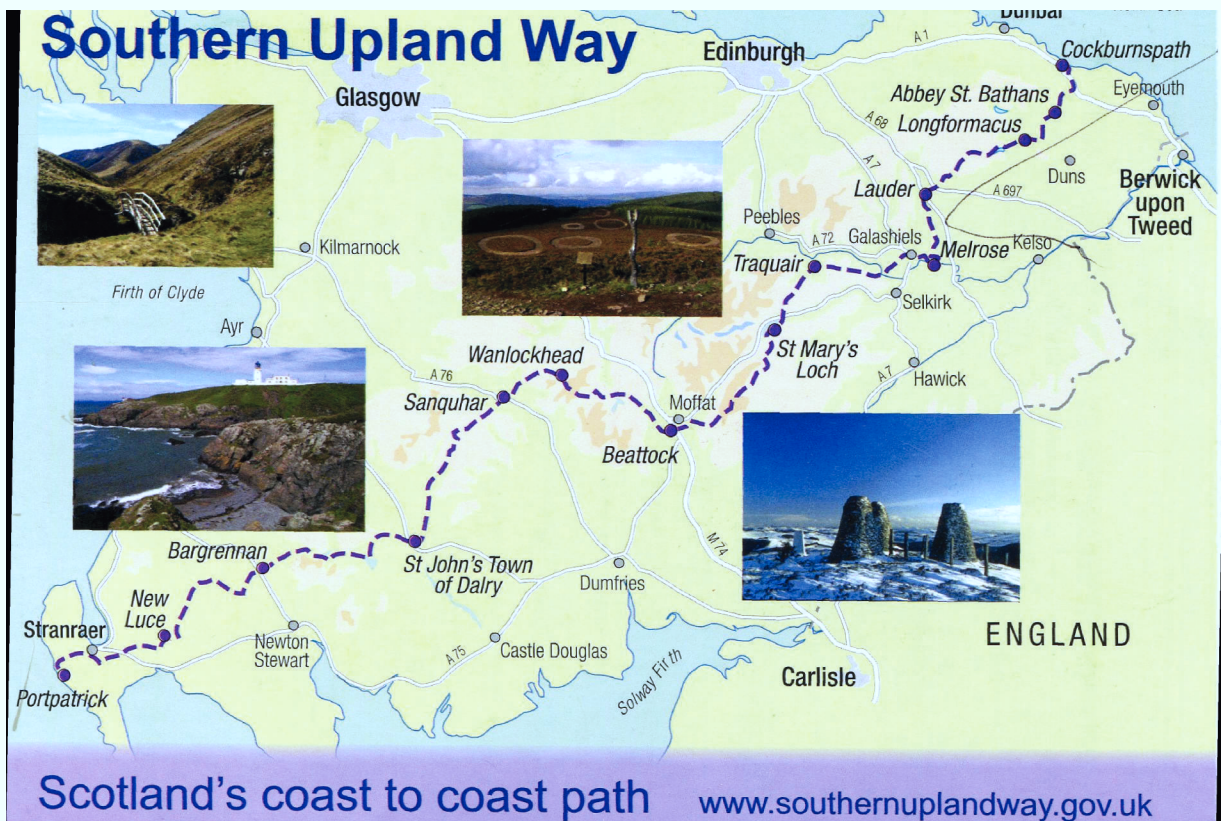 Southern Upland Way
Dunbar
Edinburgh
A 1
Cockburnspath
Glasgow
Abbey St. Bathans
Eyemouth
Longformacus
A 68
A 7
Duns
Lauder
A 697
Berwick
upon
Tweed
Peebles
A 72
Galashiels
Kelso
Melrose
Traquair
Kilmarnock
Selkirk
Firth of Clyde
Ayr
St Mary's
Loch
Wanlockhead
A 7
Hawick
A 76
Sanquhar
Moffat
Beattock
M 74
Bargrennan
St John's Town
of Dalry
Dumfries
New
Luce
Stranraer
Newton
Stewart
A 75
Castle Douglas
Solway Firth
ENGLAND
Carlisle
Portpatrick
Scotland's coast to coast path
www.southernuplandway.gov.uk